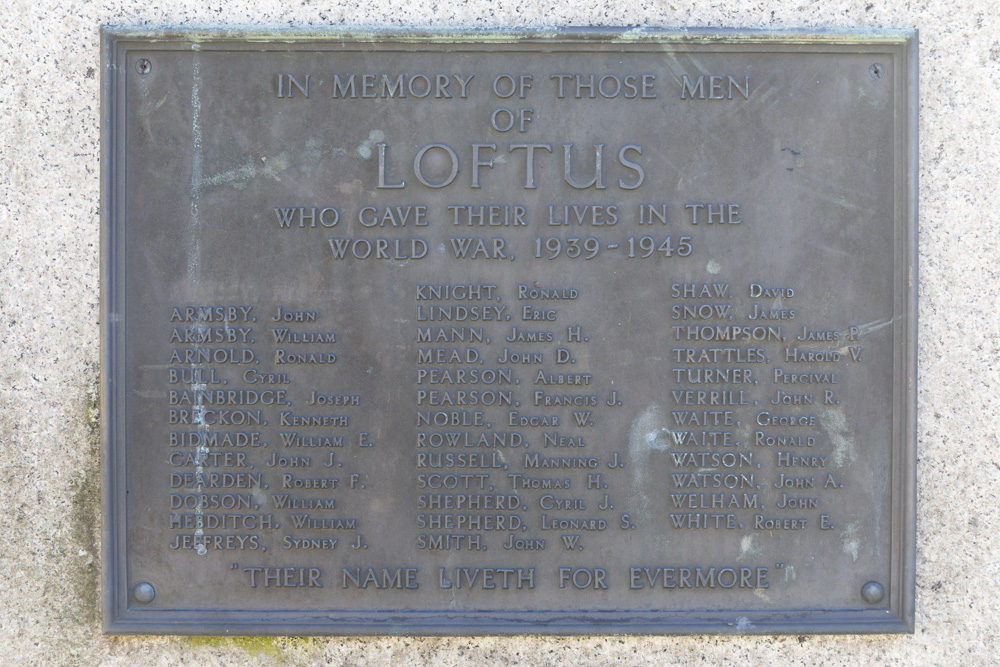 IN MEMORY OF THOSE MEN
OF
LOFTUS
WHO GAVE THEIR LIVES IN THE
WORLD WAR, 1939-1945
ARMSBY, JOHN
ARMSBY, WILLIAM
ARNOLD, RONALD
BULL, CYRIL
BAINBRIDGE, JOSEPH
BRECKON, KENNETH
BIDMADE, WILLIAM E.
CARTER, JOHN J.
DEARDEN, ROBERT F.
DOBSON, WILLIAM
HEBDITCH, WILLIAM
JEFFREYS, SYDNEY J.
KNIGHT, RONALD
LINDSEY, ERIC
MANN, JAMES H.
MEAD, JOHN D.
PEARSON, ALBERT
PEARSON, FRANCIS J.
NOBLE, EDGAR W.
ROWLAND, NEAL
RUSSELL, MANNING J.
SCOTT, THOMAS H.
SHEPHERD, CYRIL J.
SHEPHERD, LEONARD S.
SMITH, JOHN W.
SHAW, DAVID
SNOW, JAMES
THOMPSON, JAMES P.
TRATTLES, HAROLD V.
TURNER, PERCIVAL
VERRILL, JOHN R.
WAITE, GEORGE
WAITE, RONALD
WATSON, HENRY
WATSON, JOHN A.
WELHAM, JOHN
WHITE, ROBERT E.
"THEIR NAME LIVETH FOR EVERMORE"